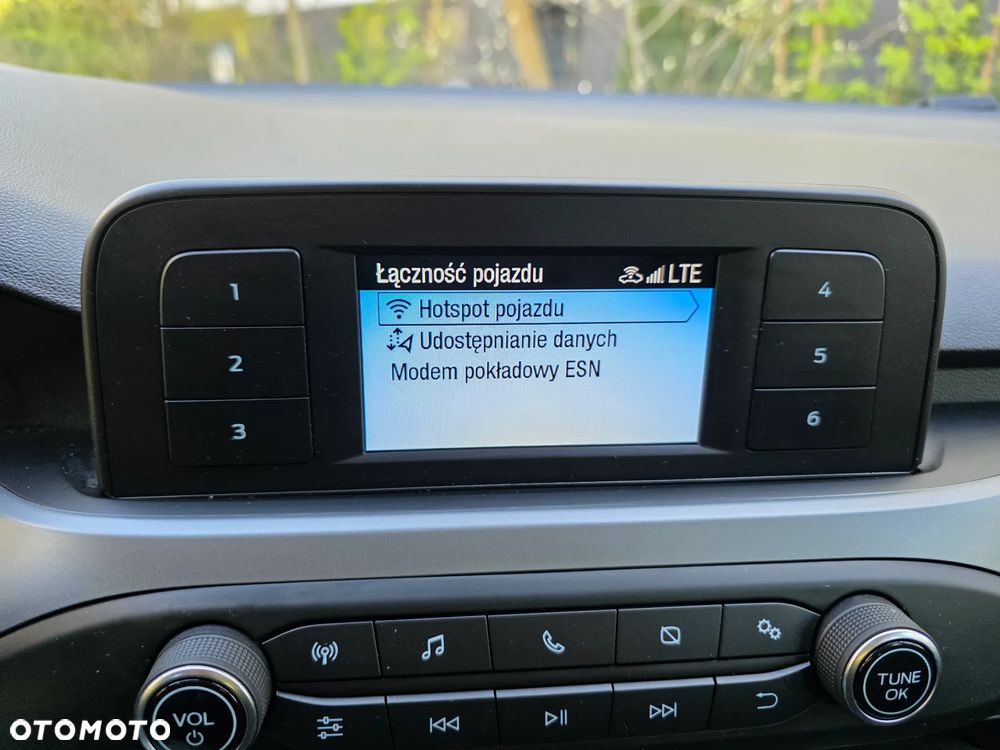 Łączność pojazdu LTE
Hotspot pojazdu
Udostępnianie danych
Modem pokładowy ESN
1
2
3
4
5
6
VOL
TUNE
OK
OTOMOTO